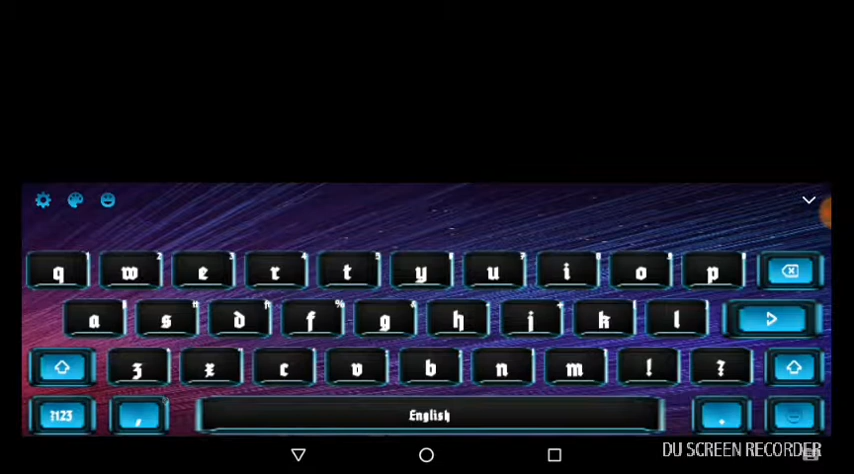 q w e r t y u i o p
a s d f g h j k l
z x c v b n m ! ?
?123 , English .
DU SCREEN RECORDER